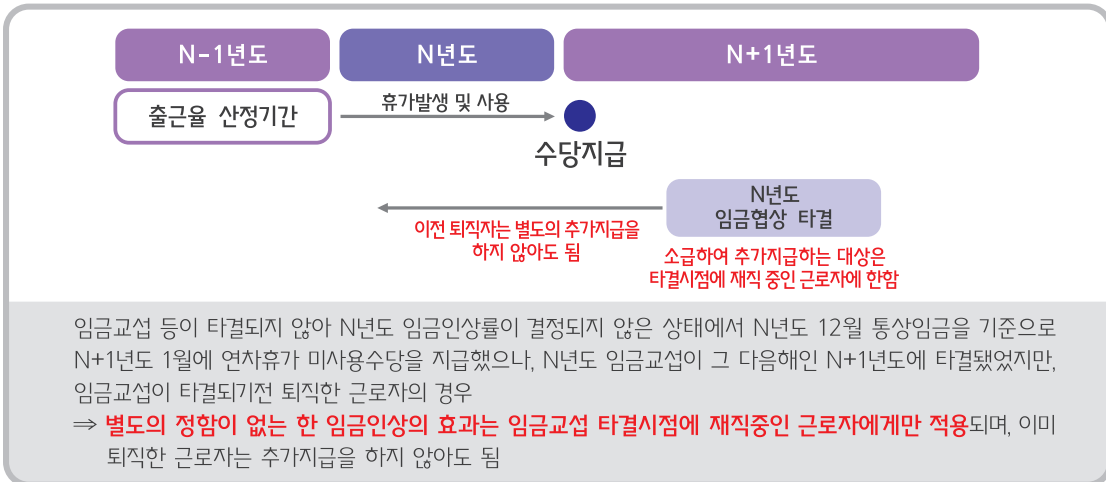 N-1년도
N년도
N+1년도
출근율 산정기간
휴가발생 및 사용
수당지급
N년도
임금협상 타결
이전 퇴직자는 별도의 추가지급을
하지 않아도 됨
소급하여 추가지급하는 대상은
타결시점에 재직 중인 근로자에 한함
임금교섭 등이 타결되지 않아 N년도 임금인상률이 결정되지 않은 상태에서 N년도 12월 통상임금을 기준으로
N+1년도 1월에 연차휴가 미사용수당을 지급했으나, N년도 임금교섭이 그 다음해인 N+1년도에 타결됐었지만,
임금교섭이 타결되기전 퇴직한 근로자의 경우
⇒ 별도의 정함이 없는 한 임금인상의 효과는 임금교섭 타결시점에 재직중인 근로자에게만 적용되며, 이미
퇴직한 근로자는 추가지급을 하지 않아도 됨